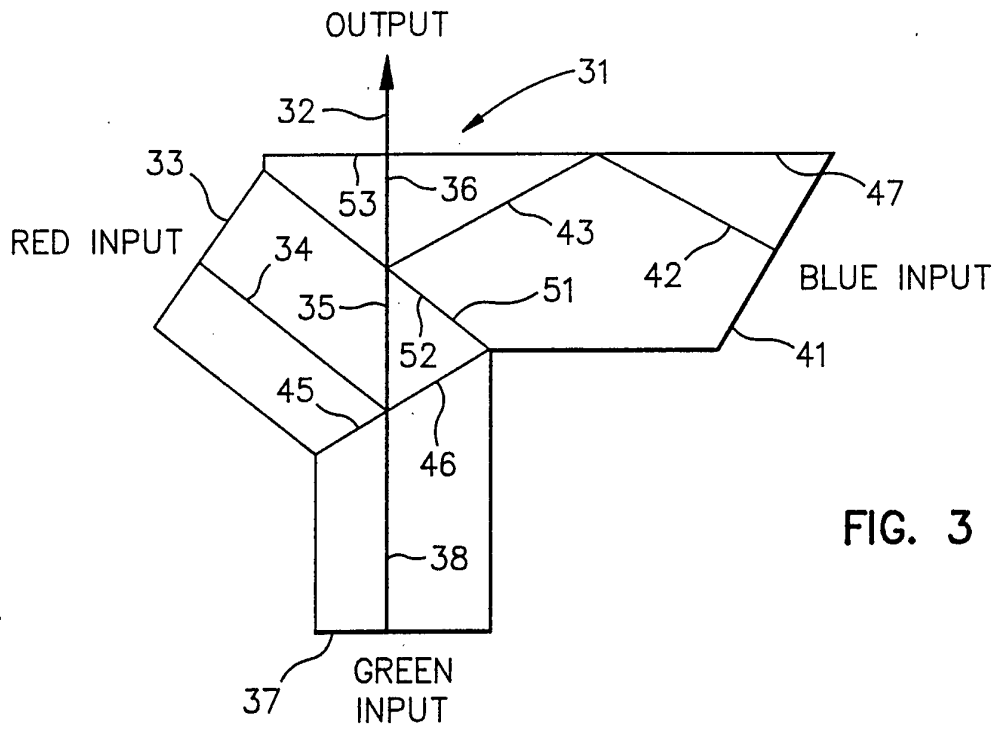 OUTPUT
31
32
33
53
36
47
RED INPUT
34
43
42
BLUE INPUT
35
51
52
41
45
46
FIG. 3
38
37
GREEN
INPUT